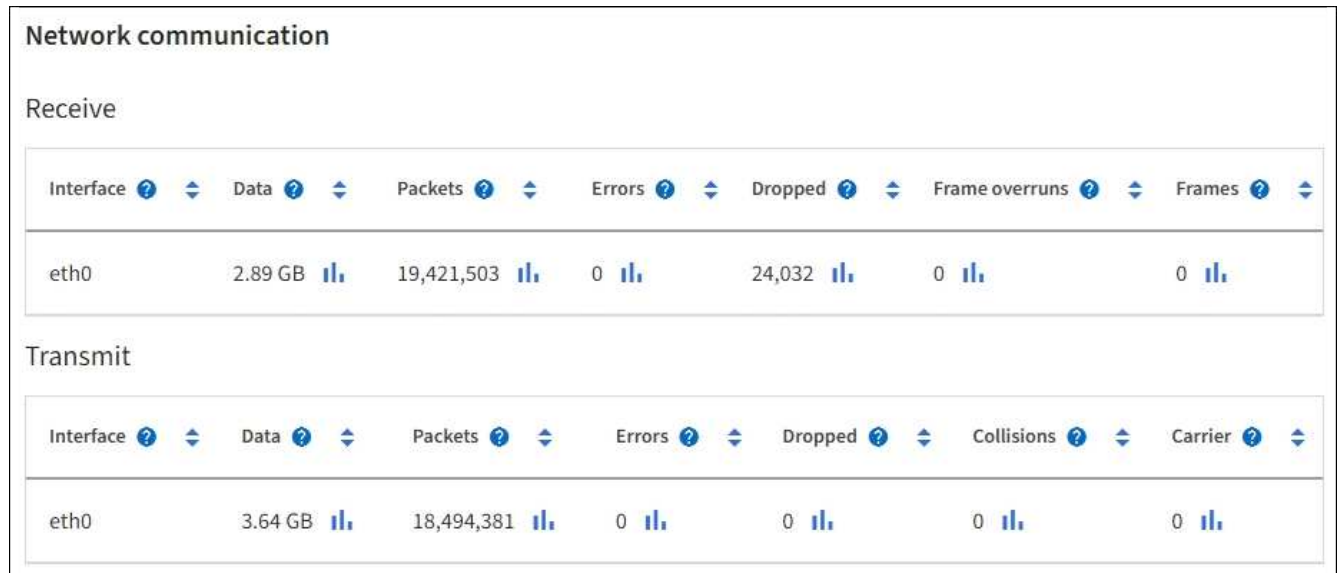 Network communication
Receive
Interface ? Data ? Packets ? Errors ? Dropped ? Frame overruns ? Frames ?
eth0 2.89 GB 19,421,503 0 24,032 0 0
Transmit
Interface ? Data ? Packets ? Errors ? Dropped ? Collisions ? Carrier ?
eth0 3.64 GB 18,494,381 0 0 0 0